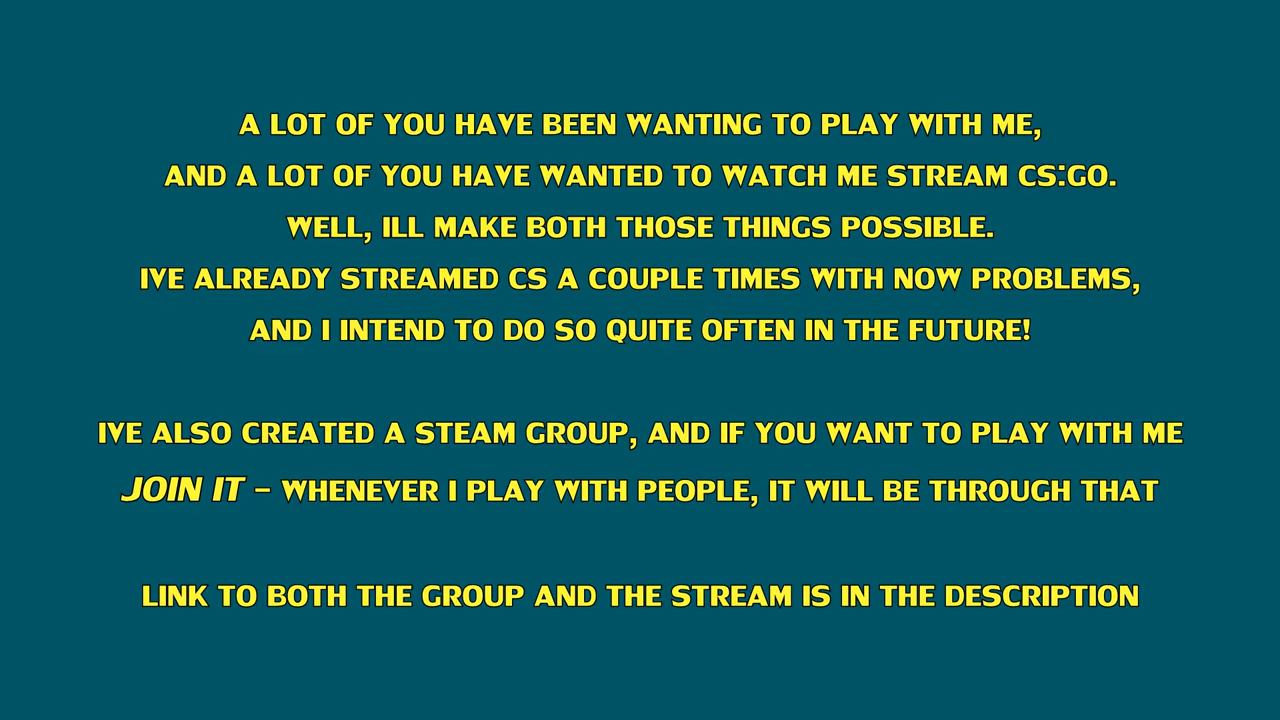 A LOT OF YOU HAVE BEEN WANTING TO PLAY WITH ME,
AND A LOT OF YOU HAVE WANTED TO WATCH ME STREAM CS:GO.
WELL, ILL MAKE BOTH THOSE THINGS POSSIBLE.
IVE ALREADY STREAMED CS A COUPLE TIMES WITH NOW PROBLEMS,
AND I INTEND TO DO SO QUITE OFTEN IN THE FUTURE!
IVE ALSO CREATED A STEAM GROUP, AND IF YOU WANT TO PLAY WITH ME
JOIN IT – WHENEVER I PLAY WITH PEOPLE, IT WILL BE THROUGH THAT
LINK TO BOTH THE GROUP AND THE STREAM IS IN THE DESCRIPTION